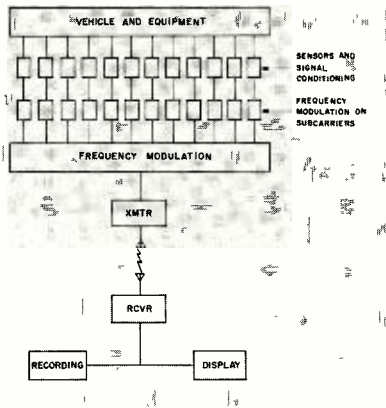 VEHICLE AND EQUIPMENT
SENSORS AND
SIGNAL
CONDITIONING
FREQUENCY
MODULATION ON
SUBCARRIERS
FREQUENCY MODULATION
XMTR
RCVR
RECORDING
DISPLAY